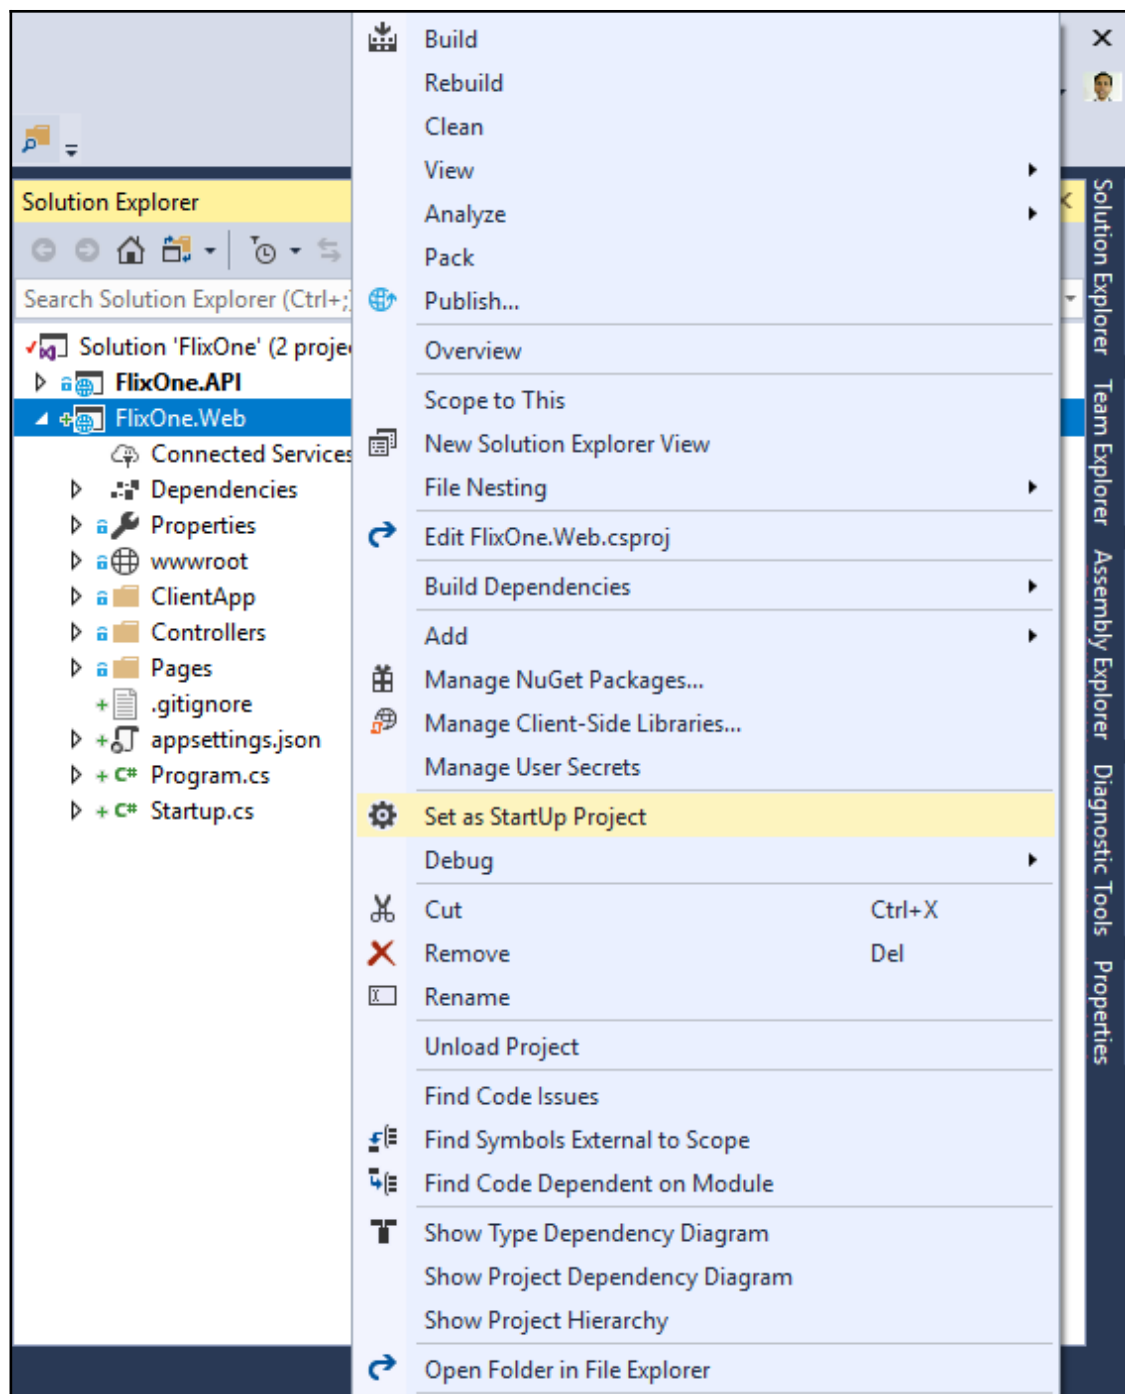 Solution Explorer
Search Solution Explorer (Ctrl+;)
Solution 'FlixOne' (2 proje
FlixOne.API
FlixOne.Web
Connected Services
Dependencies
Properties
wwwroot
ClientApp
Controllers
Pages
.gitignore
appsettings.json
C# Program.cs
C# Startup.cs
Build
Rebuild
Clean
View
Analyze
Pack
Publish...
Overview
Scope to This
New Solution Explorer View
File Nesting
Edit FlixOne.Web.csproj
Build Dependencies
Add
Manage NuGet Packages...
Manage Client-Side Libraries...
Manage User Secrets
Set as StartUp Project
Debug
Cut Ctrl+X
Remove Del
Rename
Unload Project
Find Code Issues
Find Symbols External to Scope
Find Code Dependent on Module
Show Type Dependency Diagram
Show Project Dependency Diagram
Show Project Hierarchy
Open Folder in File Explorer
Solution Explorer
Team Explorer
Assembly Explorer
Diagnostic Tools
Properties